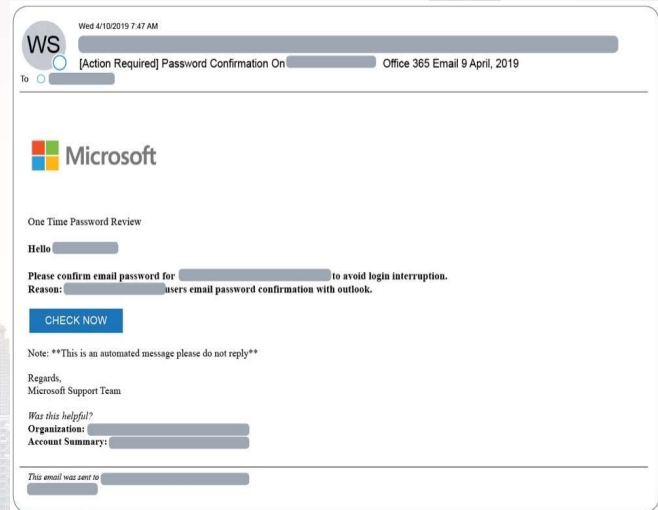 Wed 4/10/2019 7:47 AM
WS
[Action Required] Password Confirmation On Office 365 Email 9 April, 2019
To
Microsoft
One Time Password Review
Hello
Please confirm email password for to avoid login interruption.
Reason: users email password confirmation with outlook.
CHECK NOW
Note: **This is an automated message please do not reply**
Regards,
Microsoft Support Team
Was this helpful?
Organization:
Account Summary:
This email was sent to